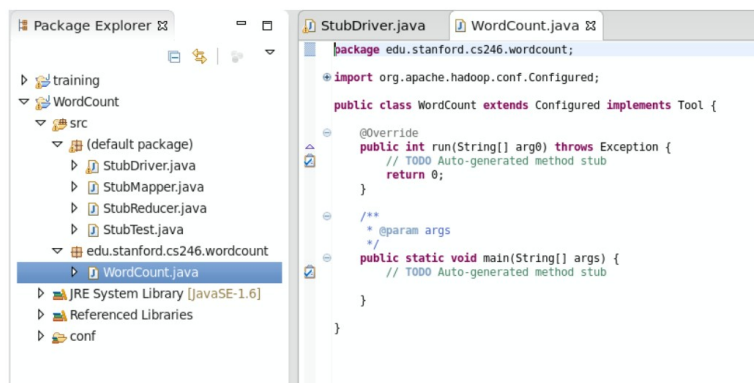 Package Explorer
training
WordCount
src
(default package)
StubDriver.java
StubMapper.java
StubReducer.java
StubTest.java
edu.stanford.cs246.wordcount
WordCount.java
JRE System Library [JavaSE-1.6]
Referenced Libraries
conf
StubDriver.java
WordCount.java
package edu.stanford.cs246.wordcount;
import org.apache.hadoop.conf.Configured;
public class WordCount extends Configured implements Tool {
@Override
public int run(String[] arg0) throws Exception {
// TODO Auto-generated method stub
return 0;
}
/**
* @param args
*/
public static void main(String[] args) {
// TODO Auto-generated method stub
}
}